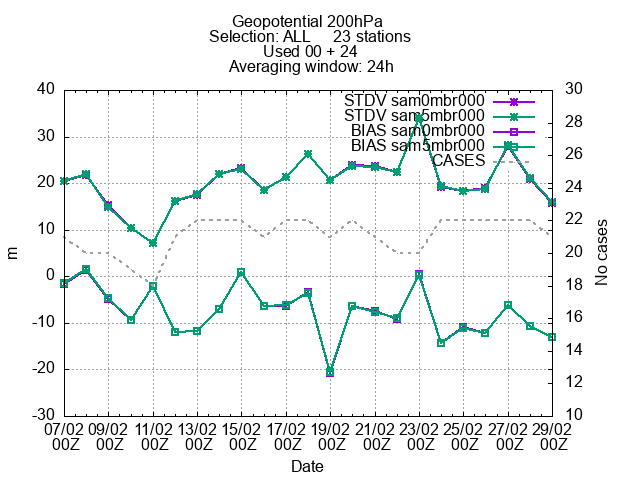 Geopotential 200hPa
Selection: ALL 23 stations
Used 00 + 24
Averaging window: 24h
STDV sam0mbr000
STDV sam5mbr000
BIAS sam0mbr000
BIAS sam5mbr000
CASES
40
30
20
10
0
-10
-20
-30
m
30
28
26
24
22
20
18
16
14
12
10
No cases
07/02 09/02 11/02 13/02 15/02 17/02 19/02 21/02 23/02 25/02 27/02 29/02
00Z 00Z 00Z 00Z 00Z 00Z 00Z 00Z 00Z 00Z 00Z 00Z
Date